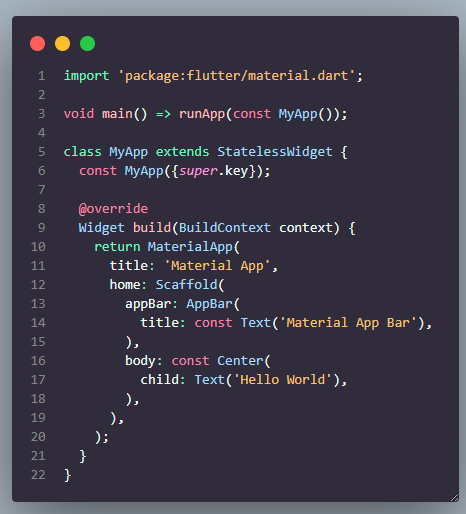 1 import 'package:flutter/material.dart';
2
3 void main() => runApp(const MyApp());
4
5 class MyApp extends StatelessWidget {
6   const MyApp({super.key});
7
8   @override
9   Widget build(BuildContext context) {
10     return MaterialApp(
11       title: 'Material App',
12       home: Scaffold(
13         appBar: AppBar(
14           title: const Text('Material App Bar'),
15         ),
16         body: const Center(
17           child: Text('Hello World'),
18         ),
19       ),
20     );
21   }
22 }